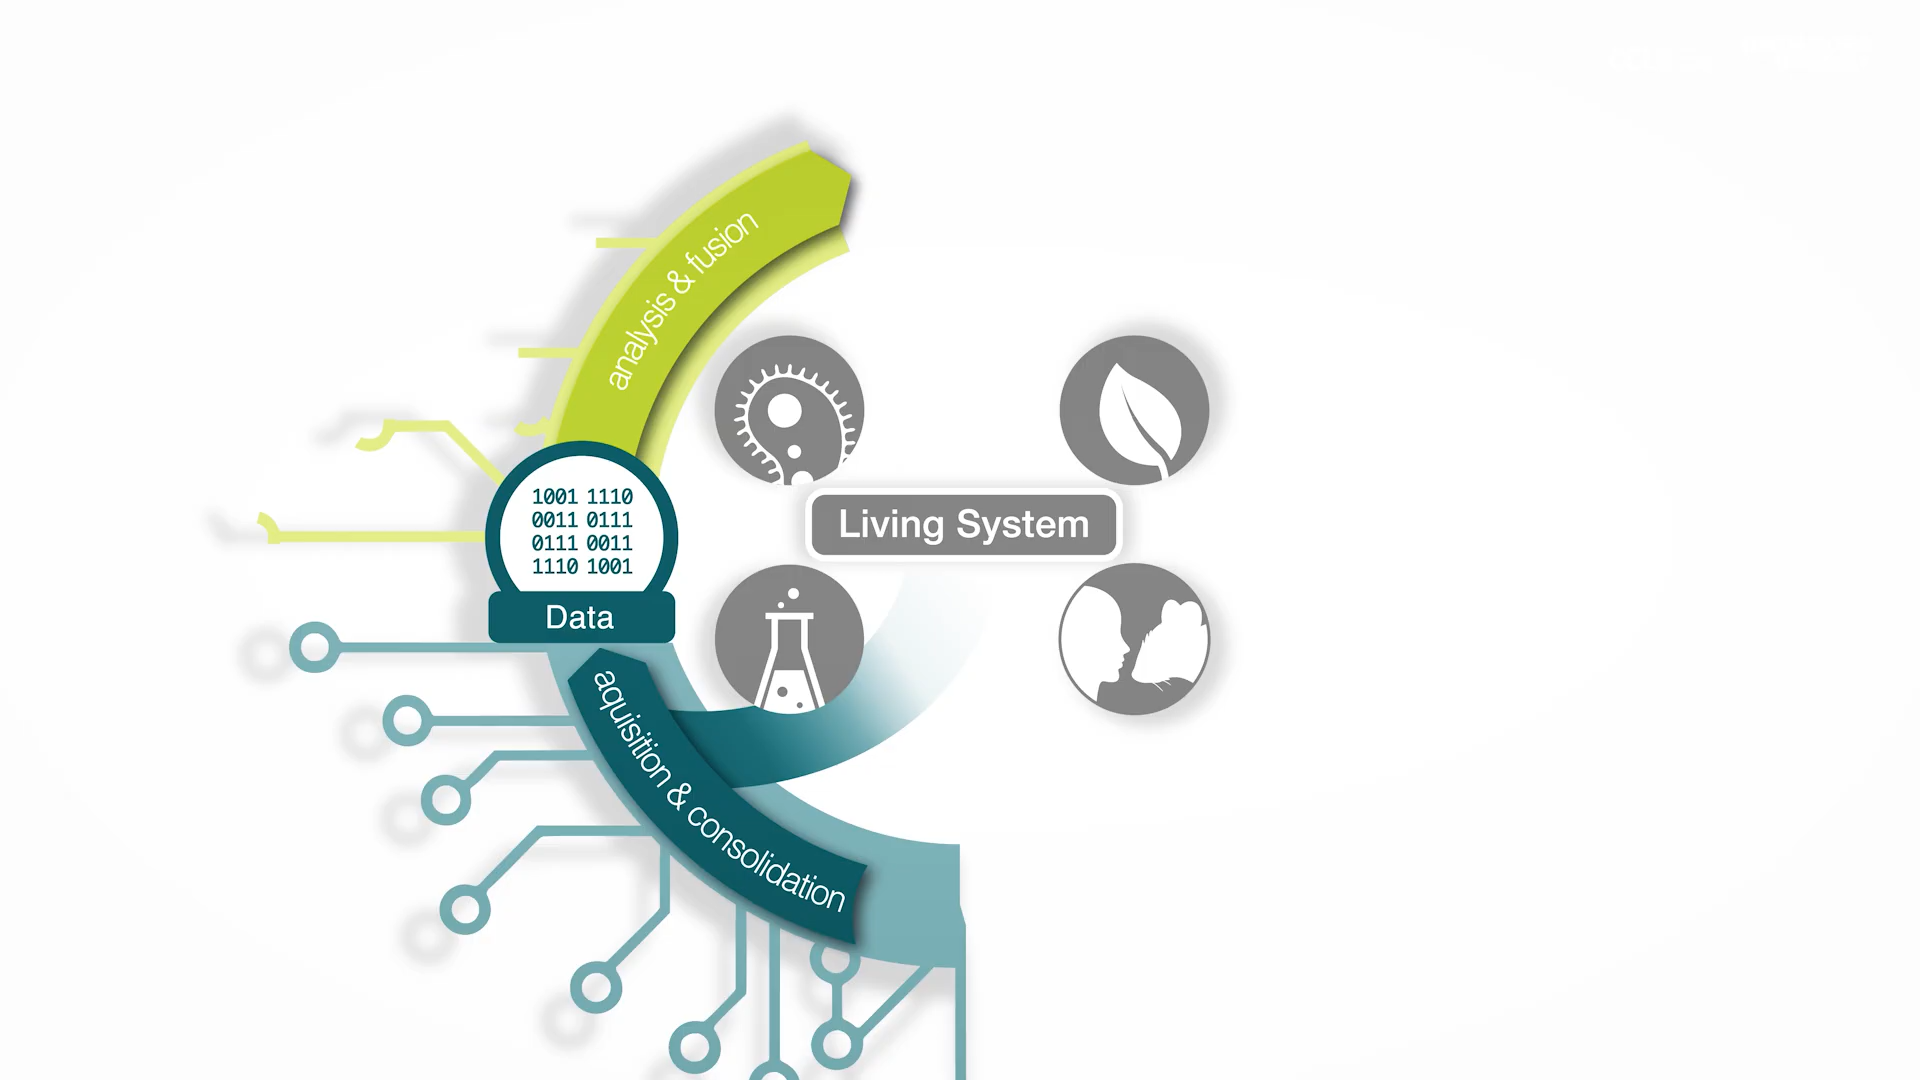 analysis & fusion
1001 1110
0011 0111
0111 0011
1110 1001
Data
Living System
aquisition & consolidation